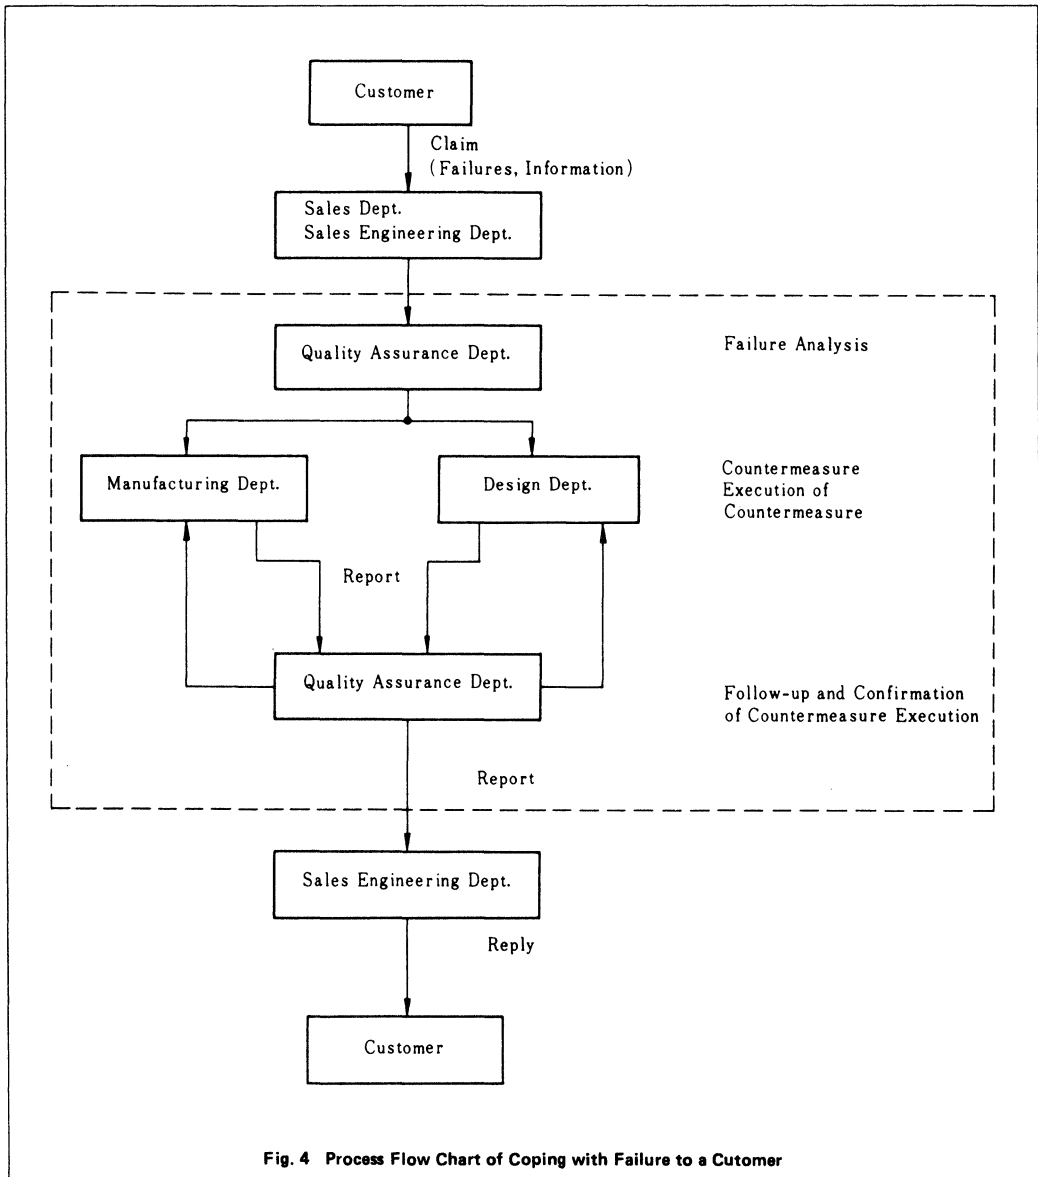 Customer
Claim
(Failures, Information)
Sales Dept.
Sales Engineering Dept.
Quality Assurance Dept.
Failure Analysis
Manufacturing Dept.
Design Dept.
Countermeasure
Execution of
Countermeasure
Report
Quality Assurance Dept.
Follow-up and Confirmation
of Countermeasure Execution
Report
Sales Engineering Dept.
Reply
Customer
Fig. 4 Process Flow Chart of Coping with Failure to a Cutomer